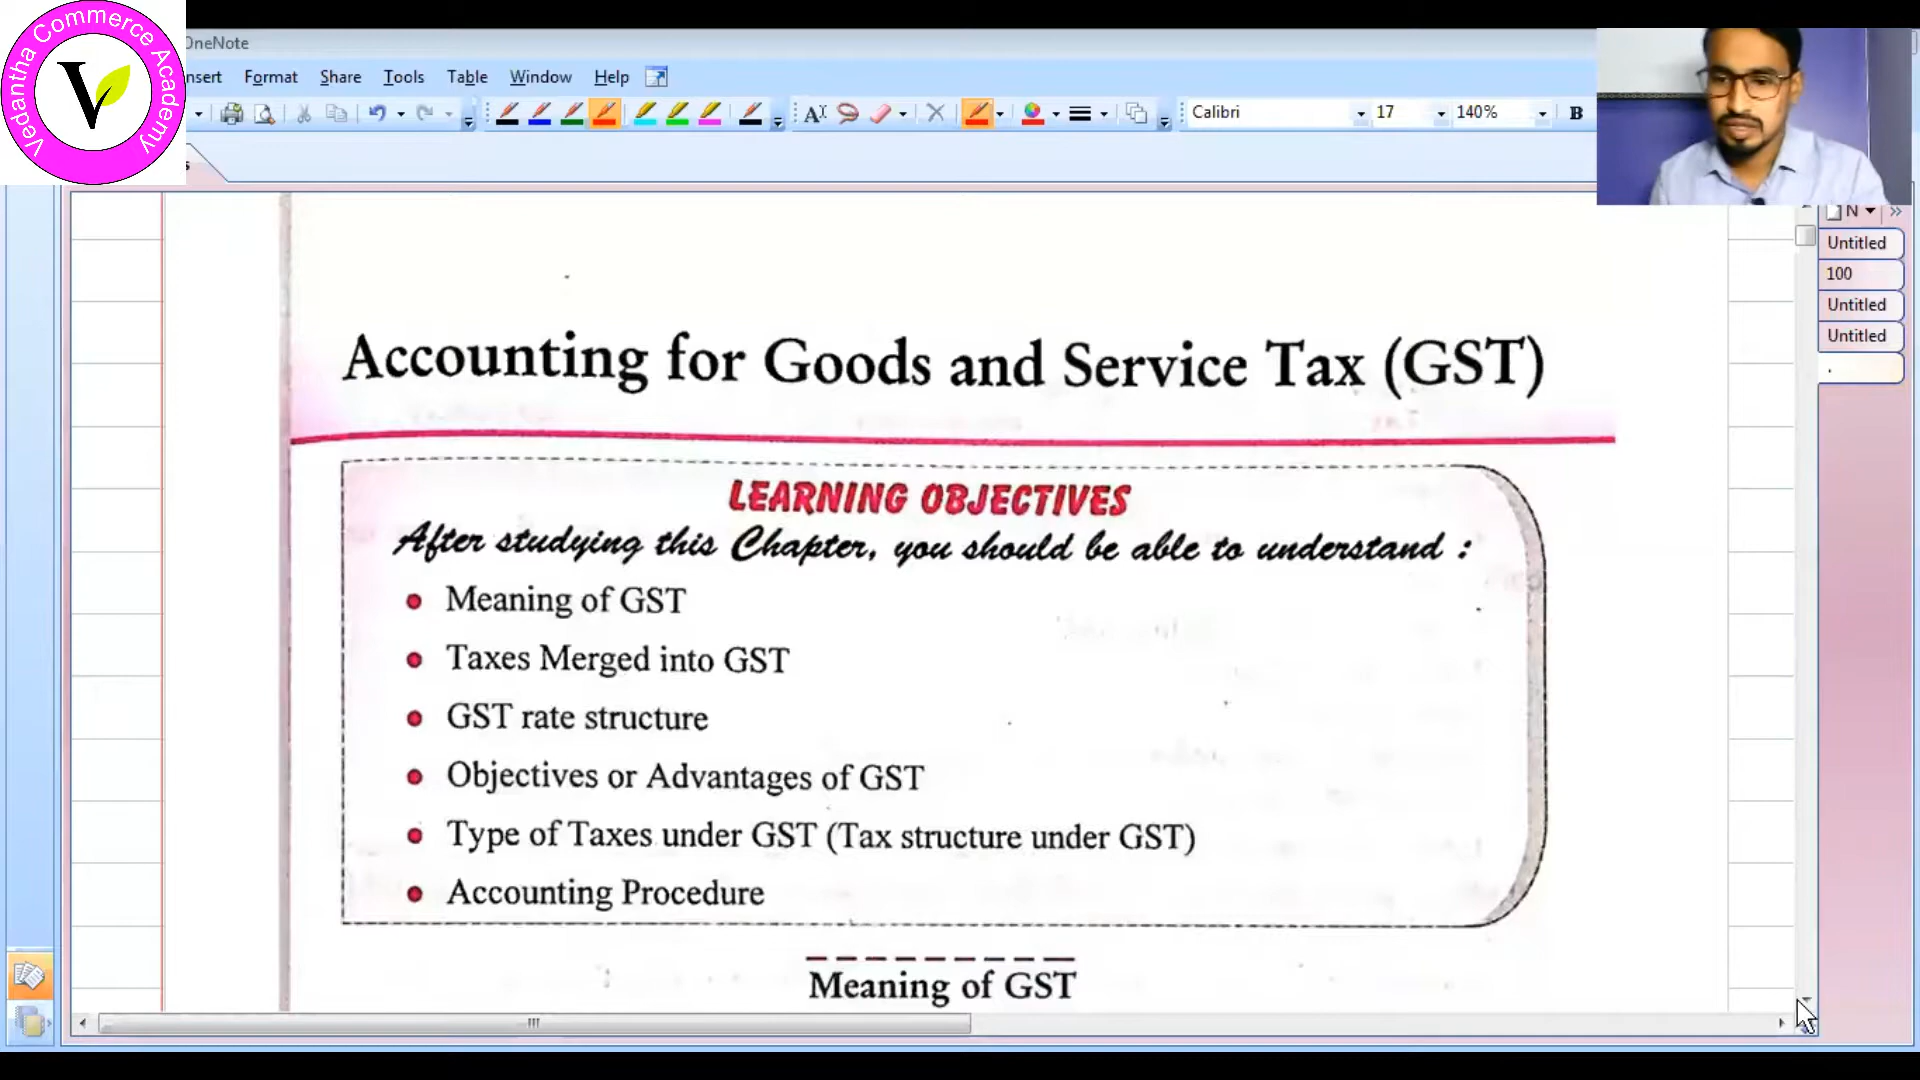 Vedantha Commerce Academy
V
OneNote
nsert Format Share Tools Table Window Help
Calibri 17 140% B
s
N
Untitled
100
Untitled
Untitled
.
Accounting for Goods and Service Tax (GST)
LEARNING OBJECTIVES
After studying this Chapter, you should be able to understand :
• Meaning of GST
• Taxes Merged into GST
• GST rate structure
• Objectives or Advantages of GST
• Type of Taxes under GST (Tax structure under GST)
• Accounting Procedure
Meaning of GST